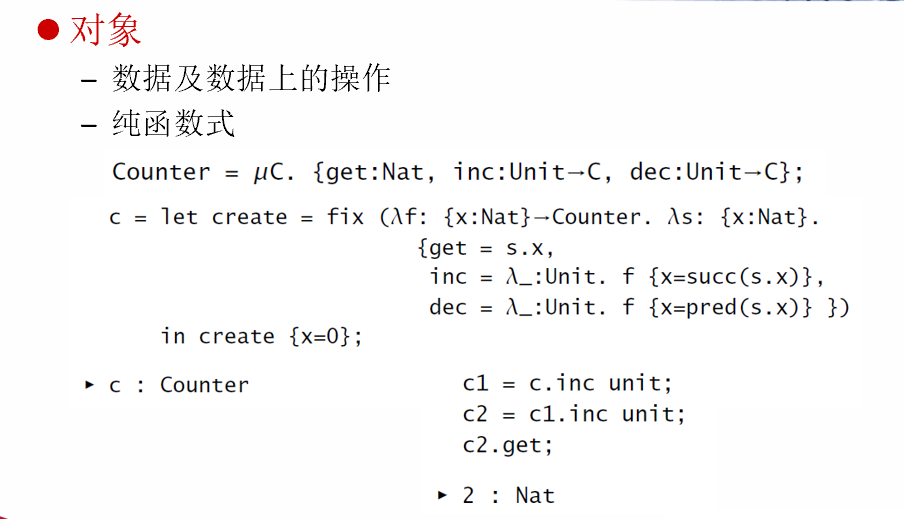 ● 对象
– 数据及数据上的操作
– 纯函数式
Counter = μC. {get:Nat, inc:Unit→C, dec:Unit→C};
c = let create = fix (λf: {x:Nat}→Counter. λs: {x:Nat}.
{get = s.x,
inc = λ_:Unit. f {x=succ(s.x)},
dec = λ_:Unit. f {x=pred(s.x)} })
in create {x=0};
▸ c : Counter
c1 = c.inc unit;
c2 = c1.inc unit;
c2.get;
▸ 2 : Nat